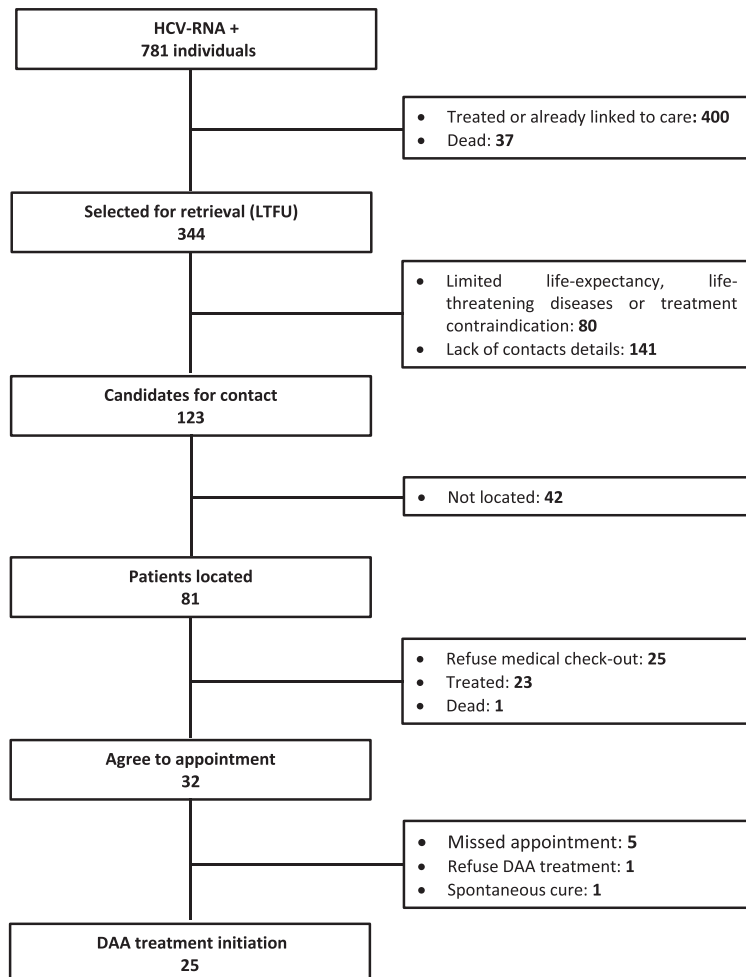 HCV-RNA +
781 individuals
• Treated or already linked to care: 400
• Dead: 37
Selected for retrieval (LTFU)
344
• Limited life-expectancy, life-
threatening diseases or treatment
contraindication: 80
• Lack of contacts details: 141
Candidates for contact
123
• Not located: 42
Patients located
81
• Refuse medical check-out: 25
• Treated: 23
• Dead: 1
Agree to appointment
32
• Missed appointment: 5
• Refuse DAA treatment: 1
• Spontaneous cure: 1
DAA treatment initiation
25